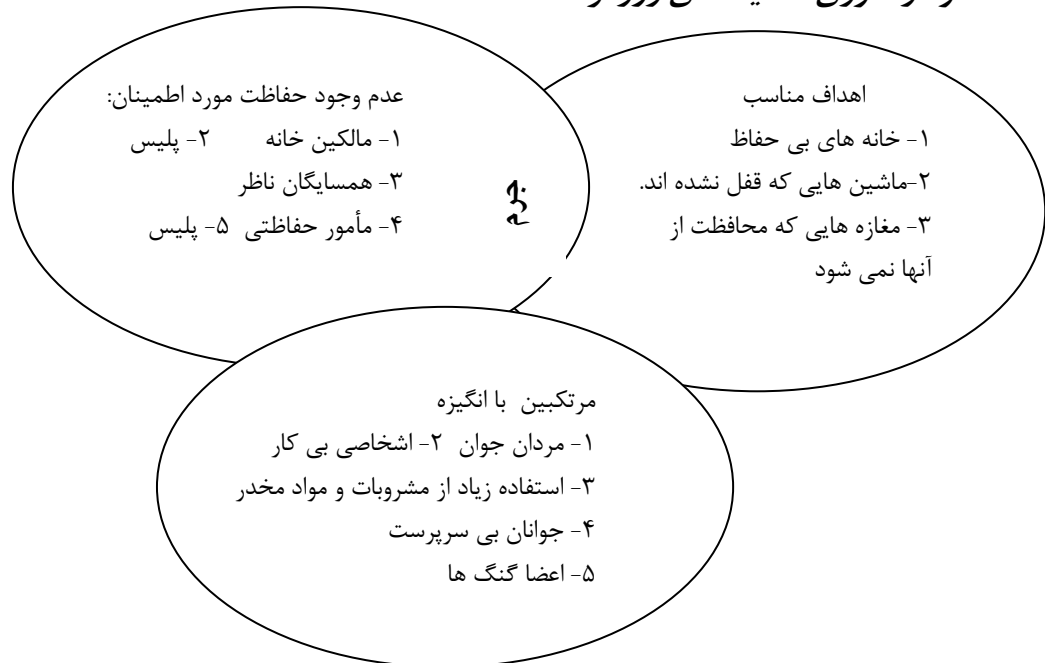 اهداف مناسب
۱- خانه های بی حفاظ
۲-ماشین هایی که قفل نشده اند.
۳- مغازه هایی که محافظت از
آنها نمی شود
عدم وجود حفاظت مورد اطمینان:
۱- مالکین خانه ۲- پلیس
۳- همسایگان ناظر
۴- مأمور حفاظتی ۵- پلیس
جرم
مرتکبین با انگیزه
۱- مردان جوان ۲- اشخاصی بی کار
۳- استفاده زیاد از مشروبات و مواد مخدر
۴- جوانان بی سرپرست
۵- اعضا گنگ ها